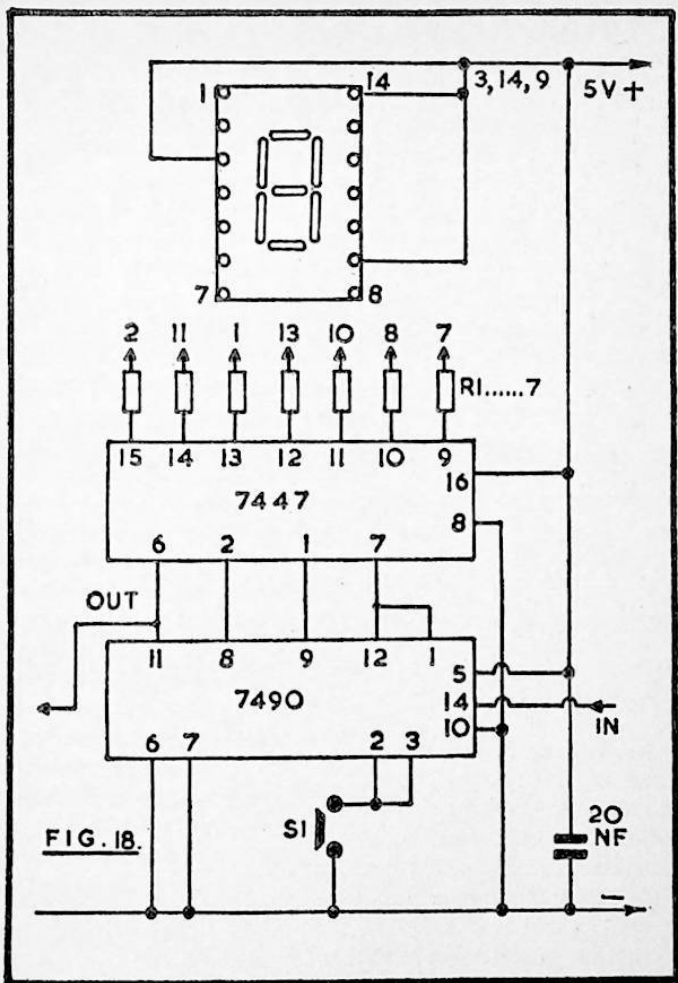 1 14 3, 14, 9 5V+
7 8
2 11 1 13 10 8 7
R1......7
15 14 13 12 11 10 9
7447 16
8
6 2 1 7
OUT
11 8 9 12 1
5
7490 14
IN
10
6 7 2 3
S1
20
NF
FIG. 18.
–